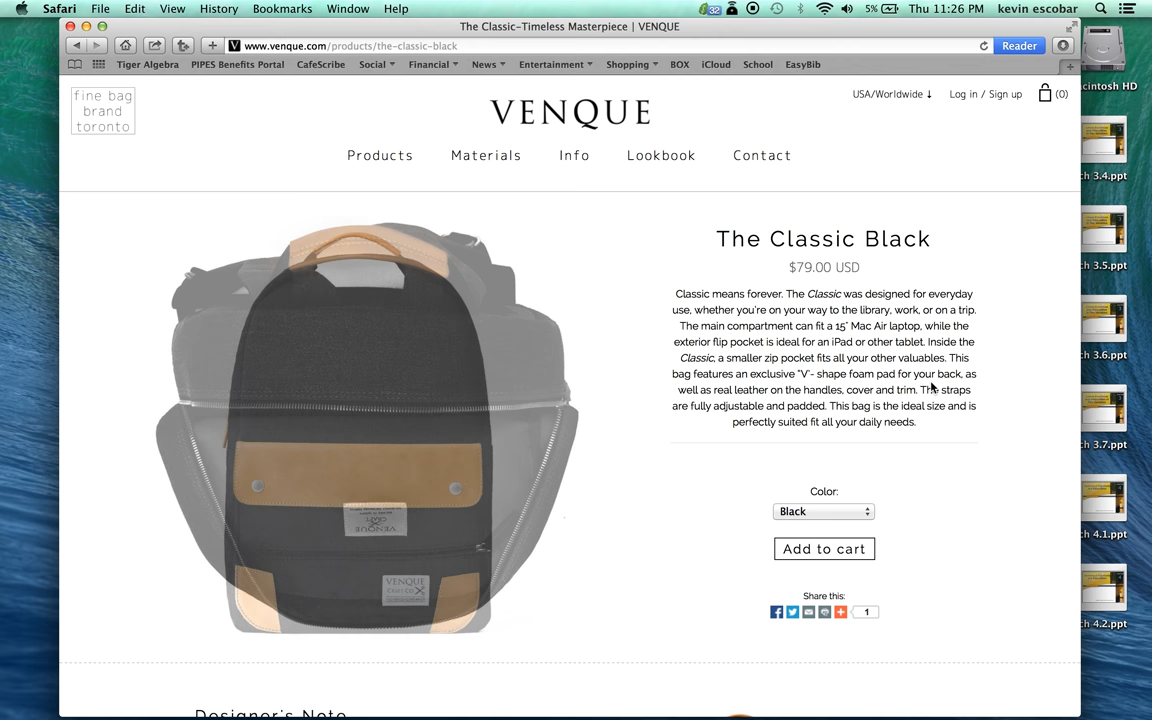 Safari File Edit View History Bookmarks Window Help 32 5% Thu 11:26 PM kevin escobar
The Classic-Timeless Masterpiece | VENQUE
www.venque.com/products/the-classic-black Reader
Tiger Algebra PIPES Benefits Portal CafeScribe Social Financial News Entertainment Shopping BOX iCloud School EasyBib
cintosh HD
ch 3.4.ppt
ch 3.5.ppt
ch 3.6.ppt
ch 3.7.ppt
ch 4.1.ppt
ch 4.2.ppt
fine bag
brand
toronto
VENQUE
USA/Worldwide ↓ Log in / Sign up (0)
Products Materials Info Lookbook Contact
The Classic Black
$79.00 USD
Classic means forever. The Classic was designed for everyday
use, whether you're on your way to the library, work, or on a trip.
The main compartment can fit a 15" Mac Air laptop, while the
exterior flip pocket is ideal for an iPad or other tablet. Inside the
Classic, a smaller zip pocket fits all your other valuables. This
bag features an exclusive "V"- shape foam pad for your back, as
well as real leather on the handles, cover and trim. The straps
are fully adjustable and padded. This bag is the ideal size and is
perfectly suited fit all your daily needs.
Color:
Black
Add to cart
Share this:
1
VENQUE
CRAFT
VENQUE
CRAFT CO
Designer's Note